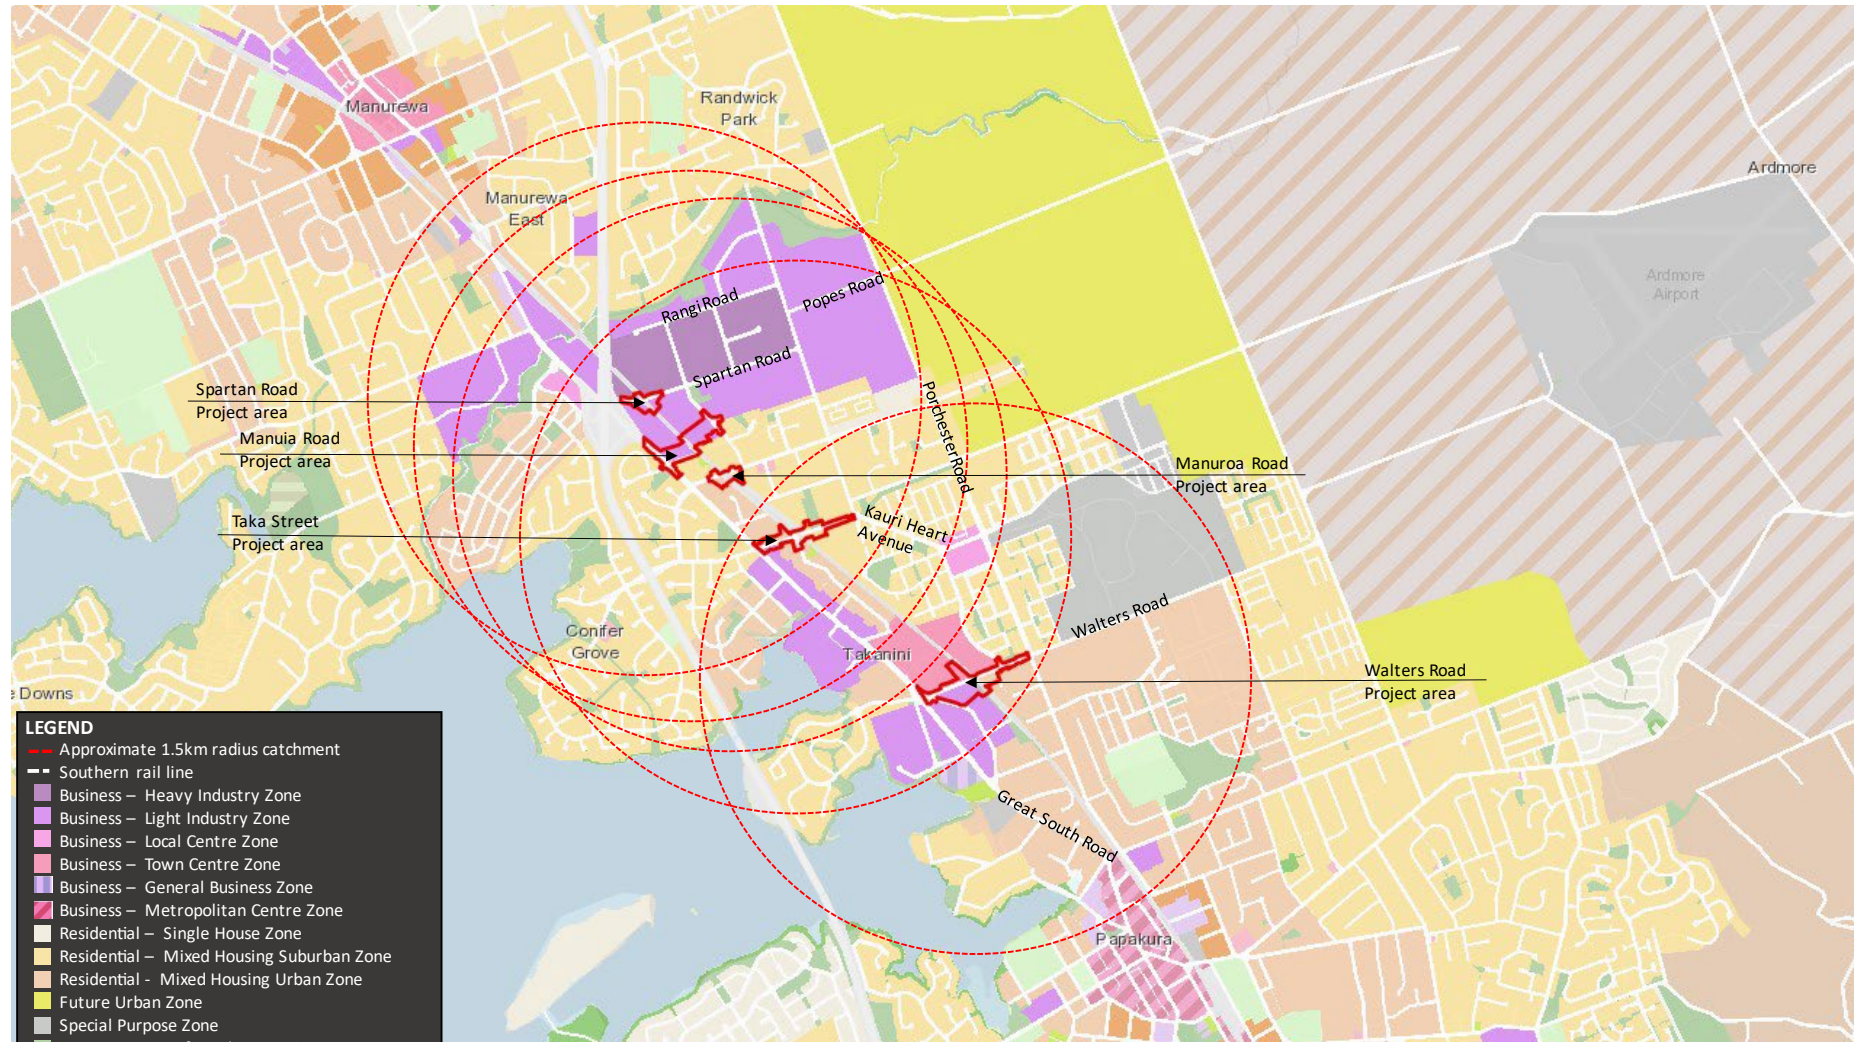 Randwick
Park
Manurewa
Ardmore
Manurewa
East
Ardmore
Airport
Rangi Road
Popes Road
Spartan Road
Spartan Road
Project area
Porchester Road
Manuia Road
Project area
Manuroa Road
Project area
Taka Street
Project area
Kauri Heart
Avenue
Walters Road
Conifer
Grove
Takanini
Walters Road
Project area
e Downs
Great South Road
Papakura
LEGEND
Approximate 1.5km radius catchment
Southern rail line
Business – Heavy Industry Zone
Business – Light Industry Zone
Business – Local Centre Zone
Business – Town Centre Zone
Business – General Business Zone
Business – Metropolitan Centre Zone
Residential – Single House Zone
Residential – Mixed Housing Suburban Zone
Residential - Mixed Housing Urban Zone
Future Urban Zone
Special Purpose Zone